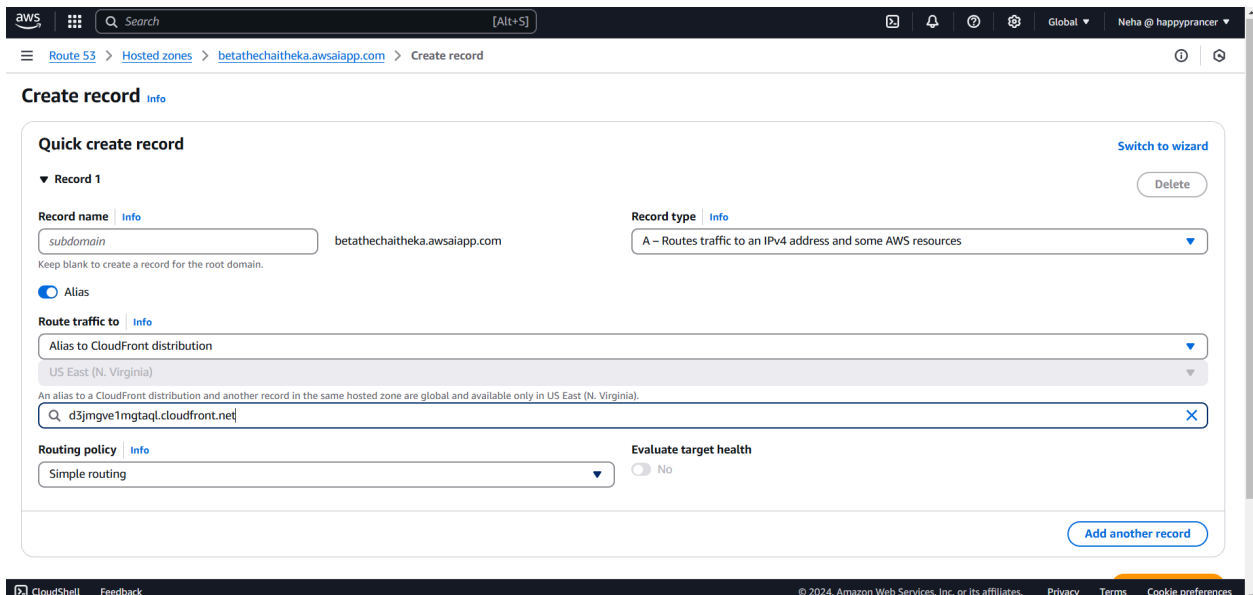 aws Search [Alt+S] Global Neha @ happyprancer
Route 53 > Hosted zones > betathechaitheka.awsaiapp.com > Create record
Create record Info
Quick create record Switch to wizard
Record 1 Delete
Record name Info Record type Info
subdomain betathechaitheka.awsaiapp.com A – Routes traffic to an IPv4 address and some AWS resources
Keep blank to create a record for the root domain.
Alias
Route traffic to Info
Alias to CloudFront distribution
US East (N. Virginia)
An alias to a CloudFront distribution and another record in the same hosted zone are global and available only in US East (N. Virginia).
d3jmgve1mgtaql.cloudfront.net
Routing policy Info Evaluate target health
Simple routing No
Add another record
CloudShell Feedback © 2024, Amazon Web Services, Inc. or its affiliates. Privacy Terms Cookie preferences